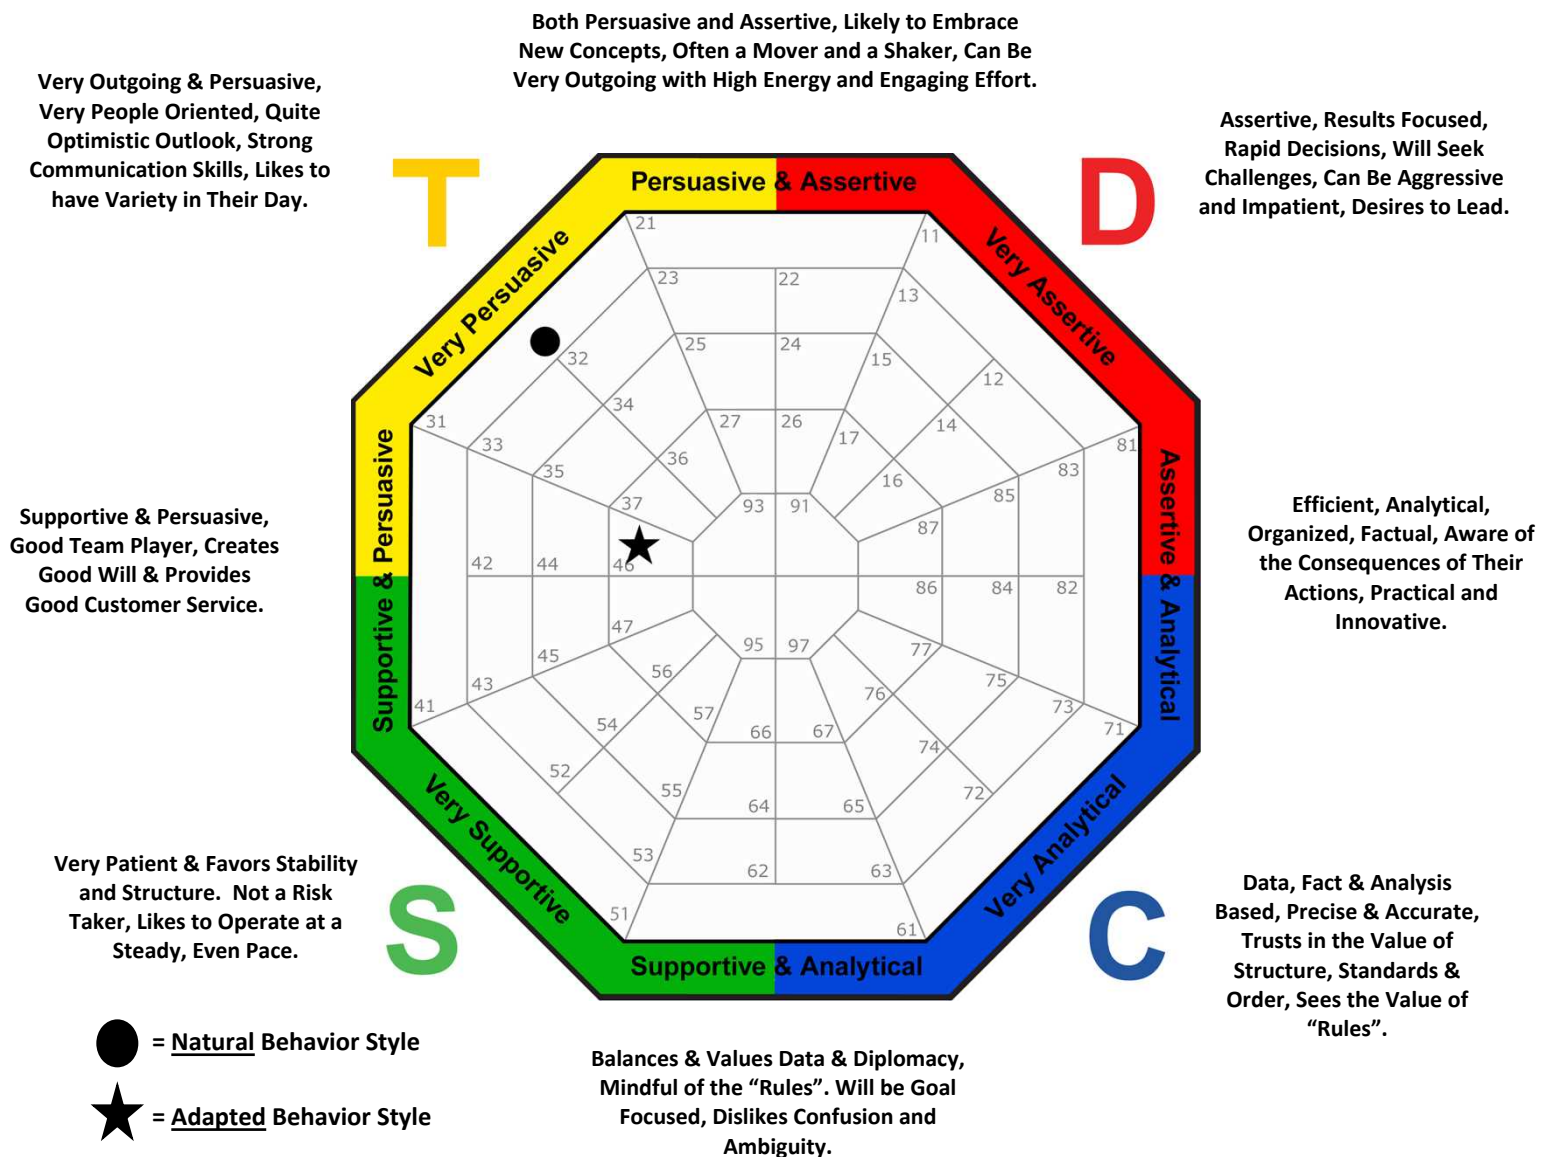 Both Persuasive and Assertive, Likely to Embrace
New Concepts, Often a Mover and a Shaker, Can Be
Very Outgoing with High Energy and Engaging Effort.
Very Outgoing & Persuasive,
Very People Oriented, Quite
Optimistic Outlook, Strong
Communication Skills, Likes to
have Variety in Their Day.
Assertive, Results Focused,
Rapid Decisions, Will Seek
Challenges, Can Be Aggressive
and Impatient, Desires to Lead.
T
D
Persuasive & Assertive
Very Persuasive
Very Assertive
21
11
23
22
13
25
24
15
32
12
34
14
31
27
26
17
33
36
16
81
35
83
37
85
93
91
87
Supportive & Persuasive
Assertive & Analytical
Supportive & Persuasive,
Good Team Player, Creates
Good Will & Provides
Good Customer Service.
Efficient, Analytical,
Organized, Factual, Aware of
the Consequences of Their
Actions, Practical and
Innovative.
42
44
46
86
84
82
47
95
97
77
45
56
43
76
75
41
57
54
66
67
73
71
74
52
55
64
65
72
53
62
63
51
61
Very Supportive
Very Analytical
Supportive & Analytical
S
C
Very Patient & Favors Stability
and Structure. Not a Risk
Taker, Likes to Operate at a
Steady, Even Pace.
Data, Fact & Analysis
Based, Precise & Accurate,
Trusts in the Value of
Structure, Standards &
Order, Sees the Value of
“Rules”.
= Natural Behavior Style
= Adapted Behavior Style
Balances & Values Data & Diplomacy,
Mindful of the “Rules”. Will be Goal
Focused, Dislikes Confusion and
Ambiguity.